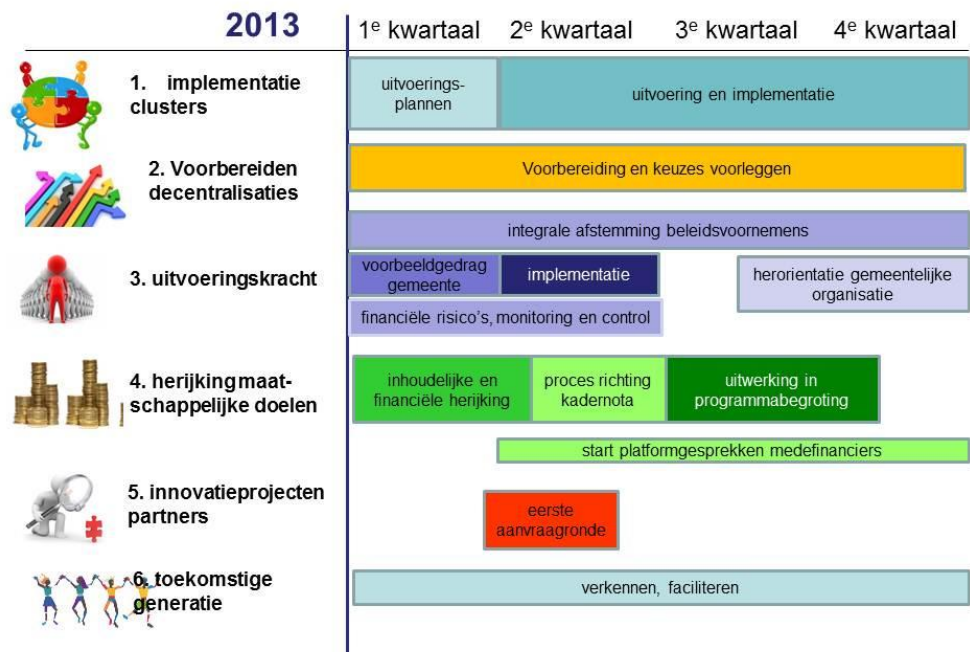 2013
1e kwartaal 2e kwartaal 3e kwartaal 4e kwartaal
1. implementatie
clusters
uitvoerings-
plannen
uitvoering en implementatie
2. Voorbereiden
decentralisaties
Voorbereiding en keuzes voorleggen
integrale afstemming beleidsvoornemens
3. uitvoeringskracht
voorbeeldgedrag
gemeente
implementatie
herorientatie gemeentelijke
organisatie
financiële risico's, monitoring en control
4. herijking maat-
schappelijke doelen
inhoudelijke en
financiële herijking
proces richting
kadernota
uitwerking in
programmabegroting
start platformgesprekken medefinanciers
5. innovatieprojecten
partners
eerste
aanvraagronde
6. toekomstige
generatie
verkennen, faciliteren